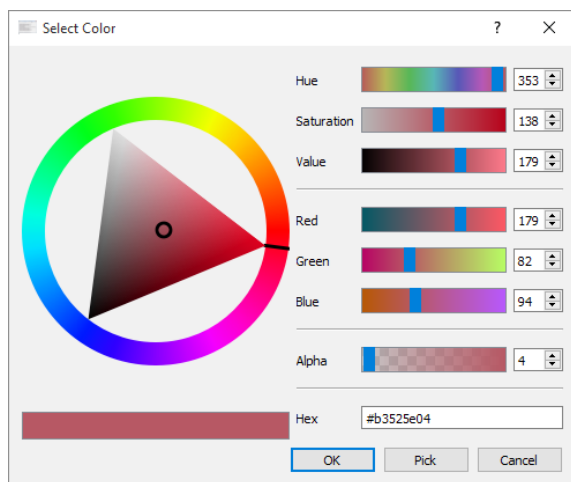 Select Color
?
Hue 353
Saturation 138
Value 179
Red 179
Green 82
Blue 94
Alpha 4
Hex #b3525e04
OK Pick Cancel